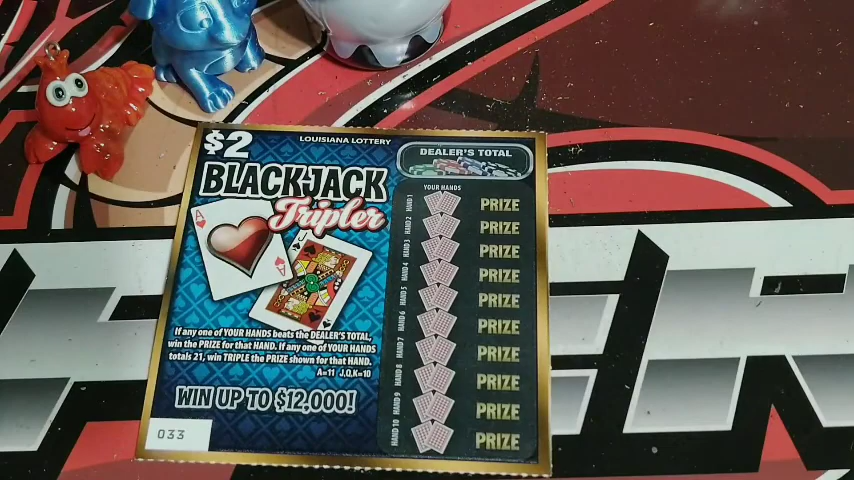 $2
LOUISIANA LOTTERY
BLACKJACK
Tripler
A
A
J
If any one of YOUR HANDS beats the DEALER'S TOTAL,
win the PRIZE for that HAND. If any one of YOUR HANDS
totals 21, win TRIPLE the PRIZE shown for that HAND.
A=11 J,Q,K=10
WIN UP TO $12,000!
033
DEALER'S TOTAL
YOUR HANDS
HAND 1 PRIZE
HAND 2 PRIZE
HAND 3 PRIZE
HAND 4 PRIZE
HAND 5 PRIZE
HAND 6 PRIZE
HAND 7 PRIZE
HAND 8 PRIZE
HAND 9 PRIZE
HAND 10 PRIZE